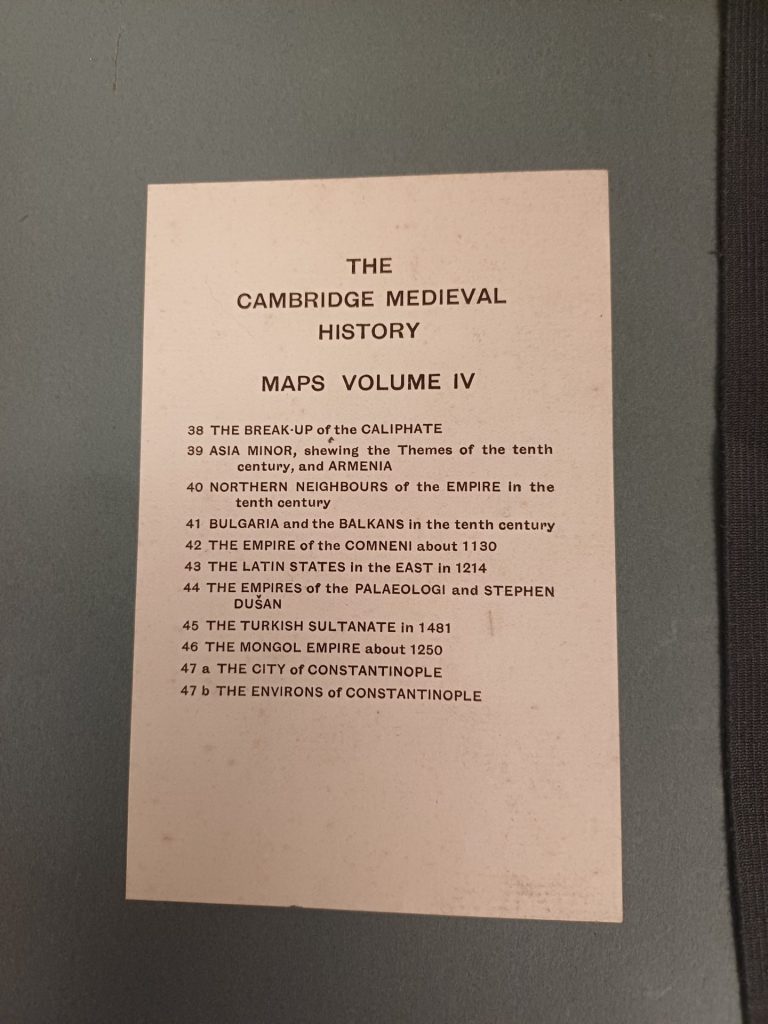 THE
CAMBRIDGE MEDIEVAL
HISTORY
MAPS VOLUME IV
38 THE BREAK-UP of the CALIPHATE
39 ASIA MINOR, shewing the Themes of the tenth
century, and ARMENIA
40 NORTHERN NEIGHBOURS of the EMPIRE in the
tenth century
41 BULGARIA and the BALKANS in the tenth century
42 THE EMPIRE of the COMNENI about 1130
43 THE LATIN STATES in the EAST in 1214
44 THE EMPIRES of the PALAEOLOGI and STEPHEN
DUŠAN
45 THE TURKISH SULTANATE in 1481
46 THE MONGOL EMPIRE about 1250
47 a THE CITY of CONSTANTINOPLE
47 b THE ENVIRONS of CONSTANTINOPLE